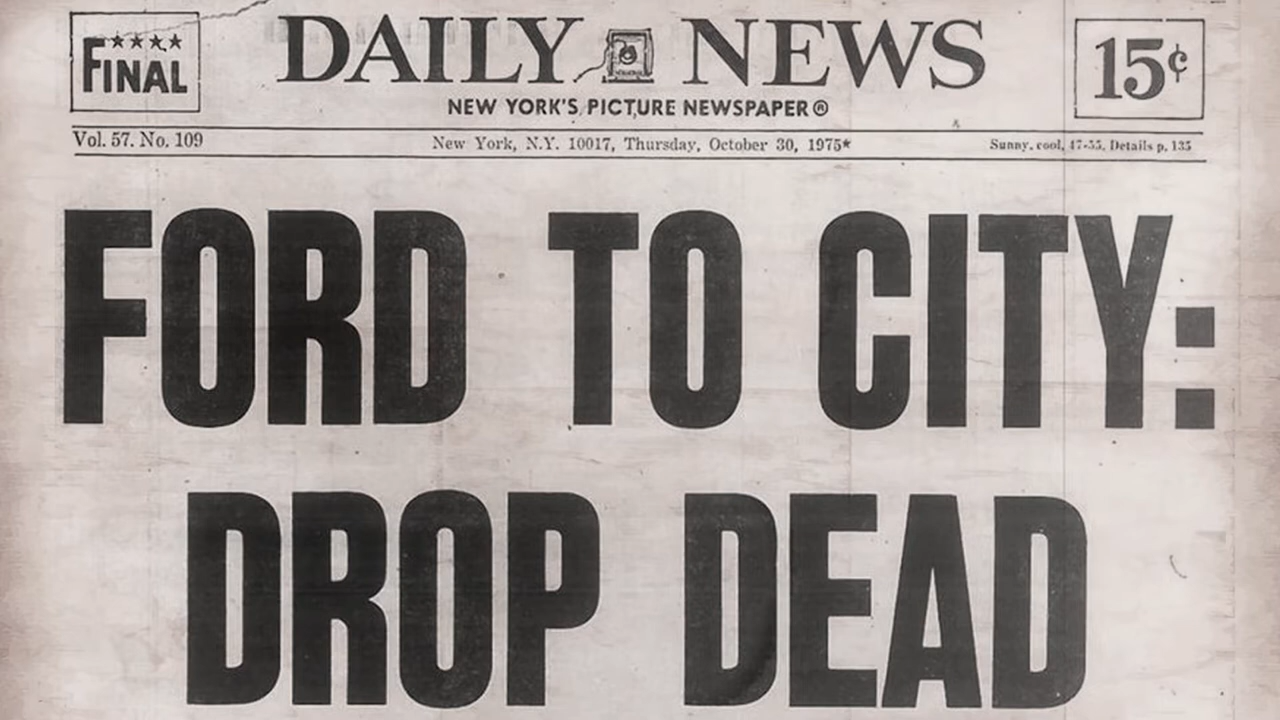 ★★★★
FINAL
DAILY NEWS
15¢
NEW YORK'S PICTURE NEWSPAPER®
Vol. 57. No. 109
New York, N.Y. 10017, Thursday, October 30, 1975*
Sunny, cool, 47-55. Details p. 135
FORD TO CITY:
DROP DEAD